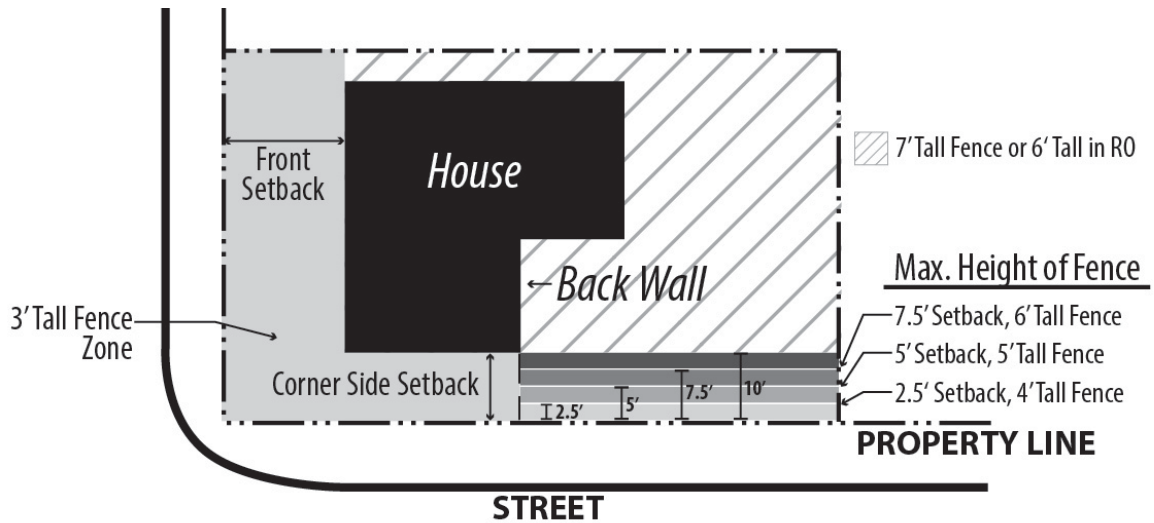 Front
Setback
House
7' Tall Fence or 6' Tall in R0
Back Wall
Max. Height of Fence
3' Tall Fence
Zone
7.5' Setback, 6' Tall Fence
5' Setback, 5' Tall Fence
2.5' Setback, 4' Tall Fence
Corner Side Setback
2.5'
5'
7.5'
10'
PROPERTY LINE
STREET